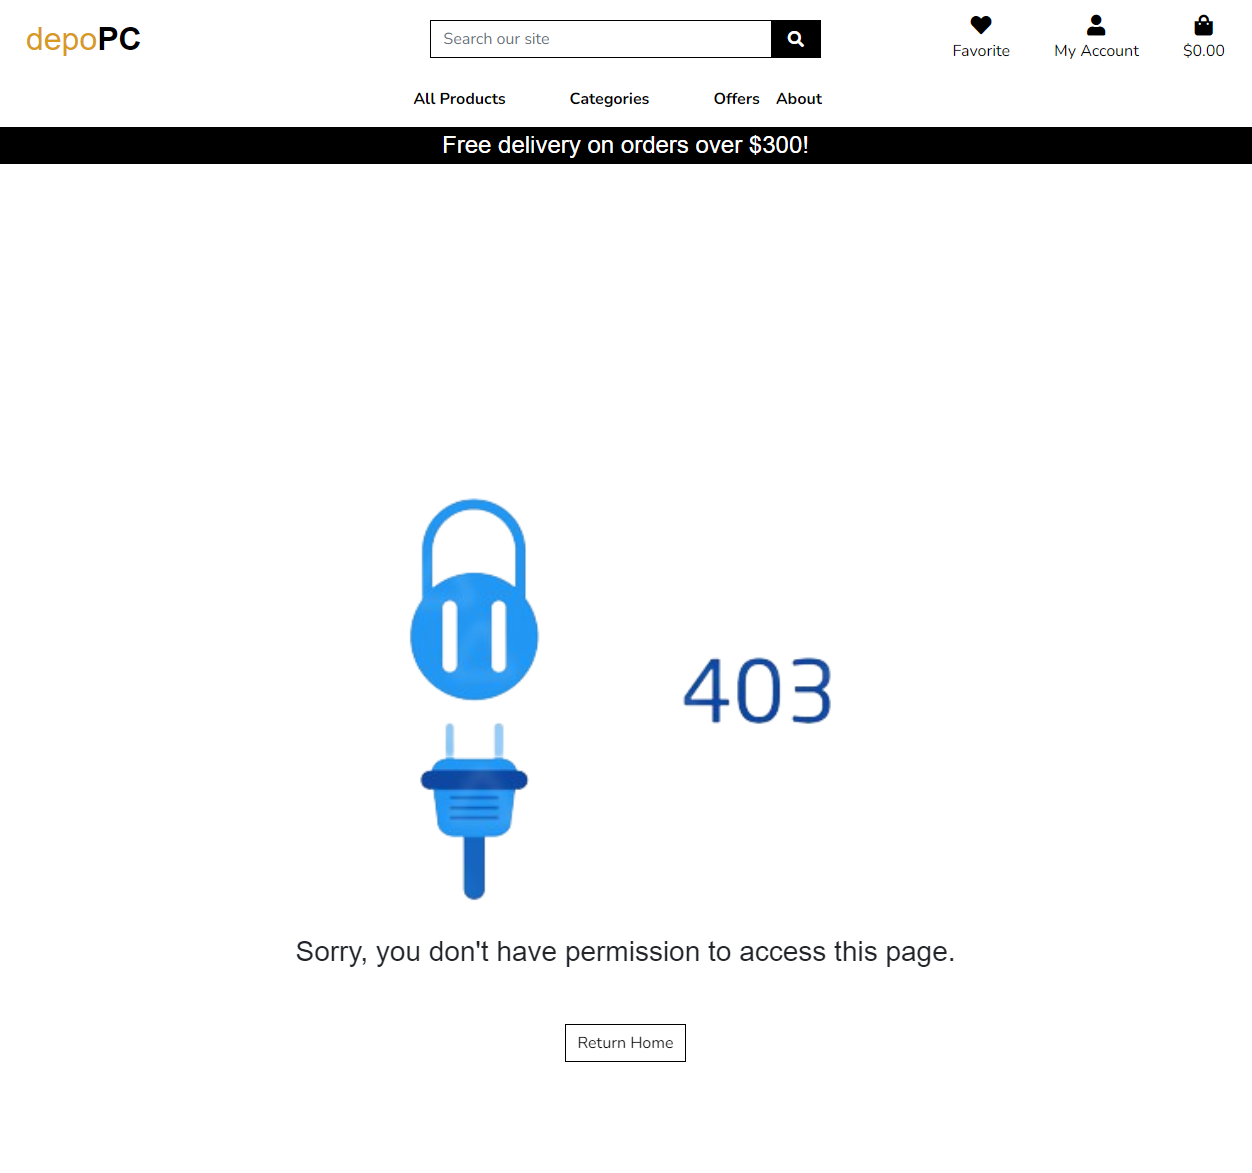 depoPC
Search our site
Favorite
My Account
$0.00
All Products
Categories
Offers
About
Free delivery on orders over $300!
403
Sorry, you don't have permission to access this page.
Return Home